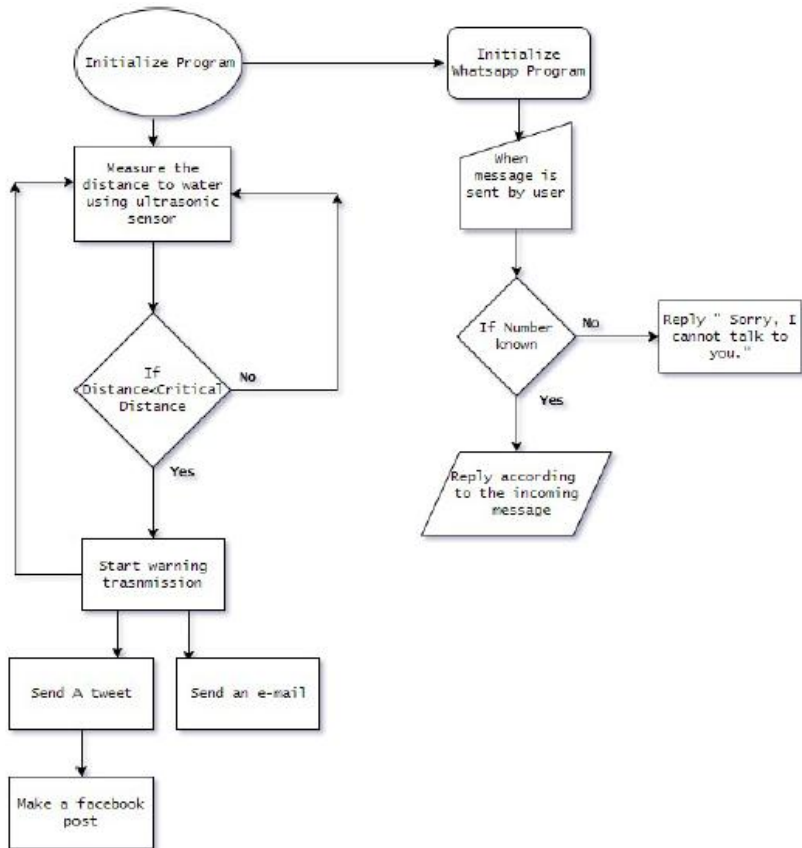 Initialize Program
Initialize
Whatsapp Program
Measure the
distance to water
using ultrasonic
sensor
When
message is
sent by user
If Number
known
No
Reply " Sorry, I
cannot talk to
you."
If
Distance<Critical
Distance
No
Yes
Yes
Reply according
to the incoming
message
Start warning
trasnmission
Send A tweet
Send an e-mail
Make a facebook
post